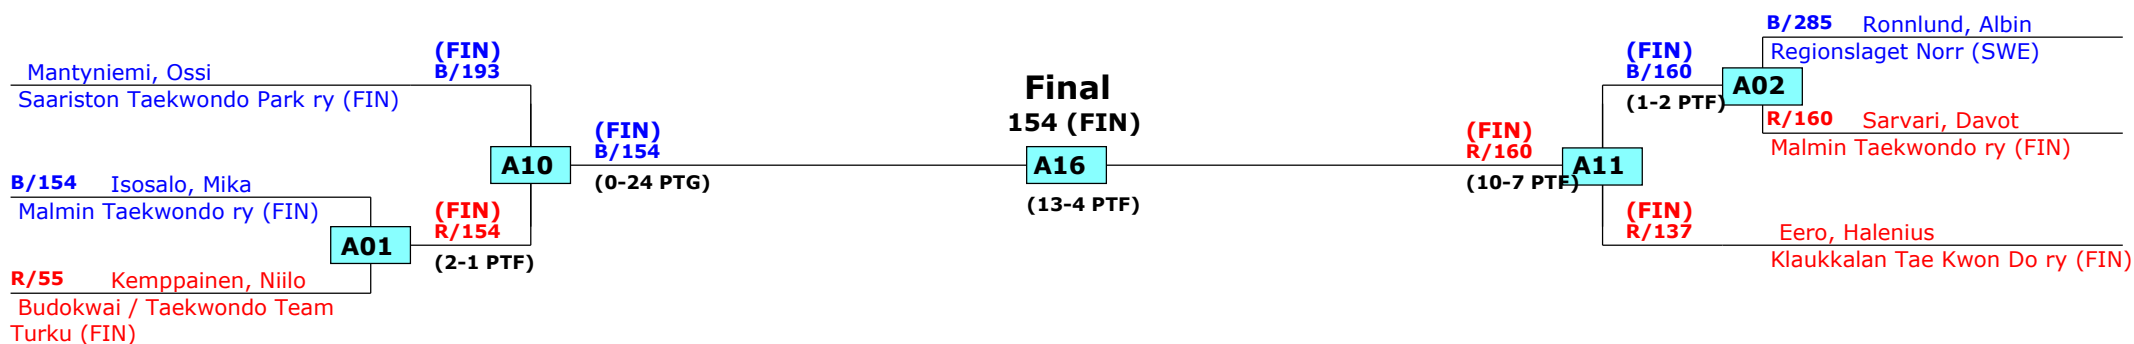 (FIN)
B/193
Mantyniemi, Ossi
Saariston Taekwondo Park ry (FIN)
B/154 Isosalo, Mika
Malmin Taekwondo ry (FIN)
A01
R/55 Kemppainen, Niilo
Budokwai / Taekwondo Team
Turku (FIN)
(FIN)
R/154
(2-1 PTF)
A10
(FIN)
B/154
(0-24 PTG)
Final
154 (FIN)
A16
(13-4 PTF)
(FIN)
R/160
(10-7 PTF)
A11
(FIN)
B/160
(1-2 PTF)
A02
B/285 Ronnlund, Albin
Regionslaget Norr (SWE)
R/160 Sarvari, Davot
Malmin Taekwondo ry (FIN)
(FIN)
R/137
Eero, Halenius
Klaukkalan Tae Kwon Do ry (FIN)